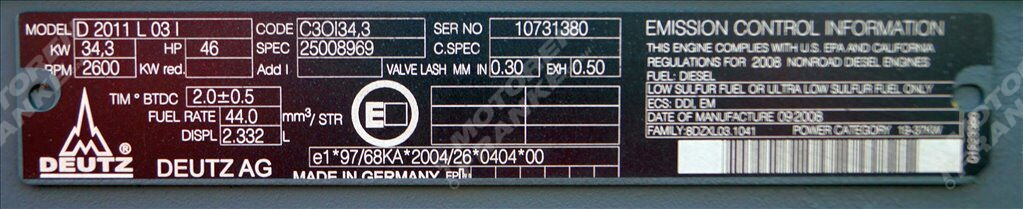 MODEL D 2011 L 03 I CODE C3OI34,3 SER NO 10731380
KW 34,3 HP 46 SPEC 25008969 C.SPEC
RPM 2600 KW red. Add I VALVE LASH MM IN 0.30 EXH 0.50
TIM ° BTDC 2.0±0.5
FUEL RATE 44.0 mm³/STR
DISPL 2.332 L
E
DEUTZ ® DEUTZ AG
e1*97/68KA*2004/26*0404*00
MADE IN GERMANY
EMISSION CONTROL INFORMATION
THIS ENGINE COMPLIES WITH U.S. EPA AND CALIFORNIA
REGULATIONS FOR 2008 NONROAD DIESEL ENGINES
FUEL: DIESEL
LOW SULFUR FUEL OR ULTRA LOW SULFUR FUEL ONLY
ECS: DDI, EM
DATE OF MANUFACTURE 09.2008
FAMILY:8DZXL03.1041 POWER CATEGORY 19-37KW